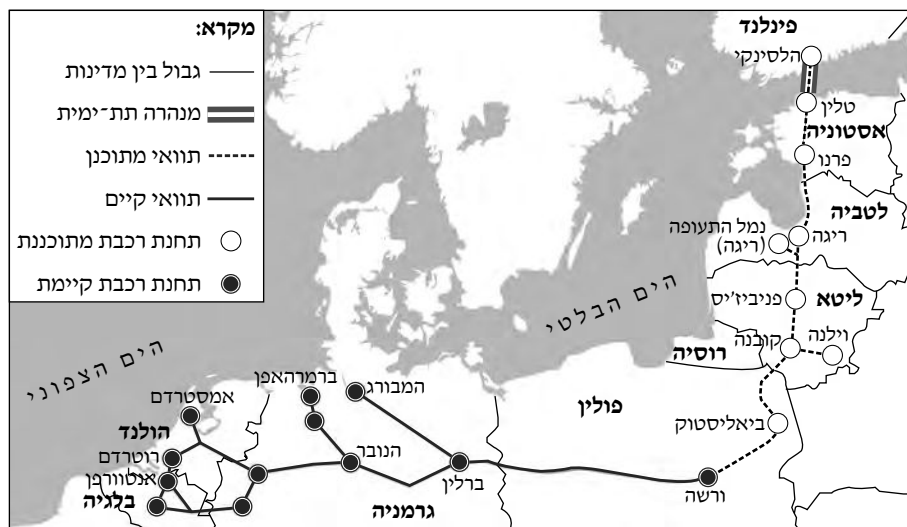 מקרא:
גבול בין מדינות
מנהרה תת־ימית
תוואי מתוכנן
תוואי קיים
תחנת רכבת מתוכננת
תחנת רכבת קיימת
פינלנד
הלסינקי
טלין
אסטוניה
פרנו
לטביה
נמל התעופה
(ריגה)
ריגה
ליטא
פניביז'יס
הים הבלטי
קובנה
וילנה
רוסיה
הים הצפוני
ברמרהאפן
המבורג
אמסטרדם
פולין
ביאליסטוק
הולנד
רוטרדם
הנובר
אנטוורפן
ברלין
ורשה
בלגיה
גרמניה